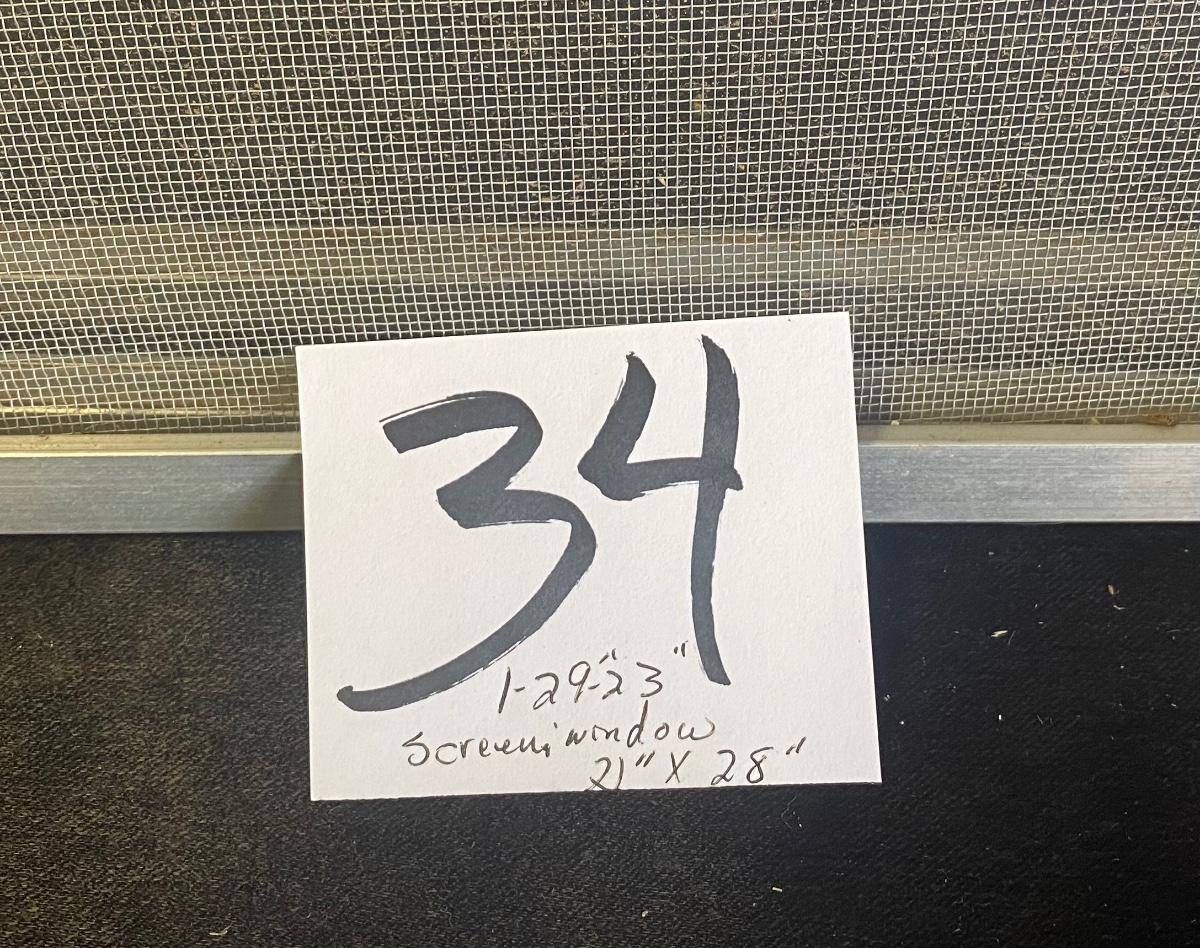 34
1-29-"23"
Screen window
21" X 28"